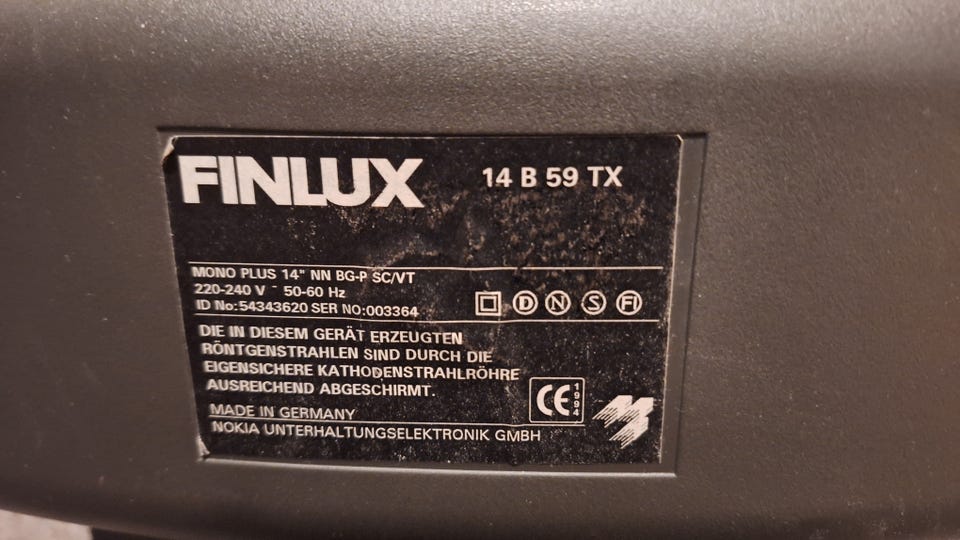 FINLUX
14 B 59 TX
MONO PLUS 14" NN BG-P SC/VT
220-240 V ~ 50-60 Hz
ID No:54343620 SER NO:003364
D N S FI
DIE IN DIESEM GERÄT ERZEUGTEN
RÖNTGENSTRAHLEN SIND DURCH DIE
EIGENSICHERE KATHODENSTRAHLRÖHRE
AUSREICHEND ABGESCHIRMT.
CE 1994
MADE IN GERMANY
NOKIA UNTERHALTUNGSELEKTRONIK GMBH